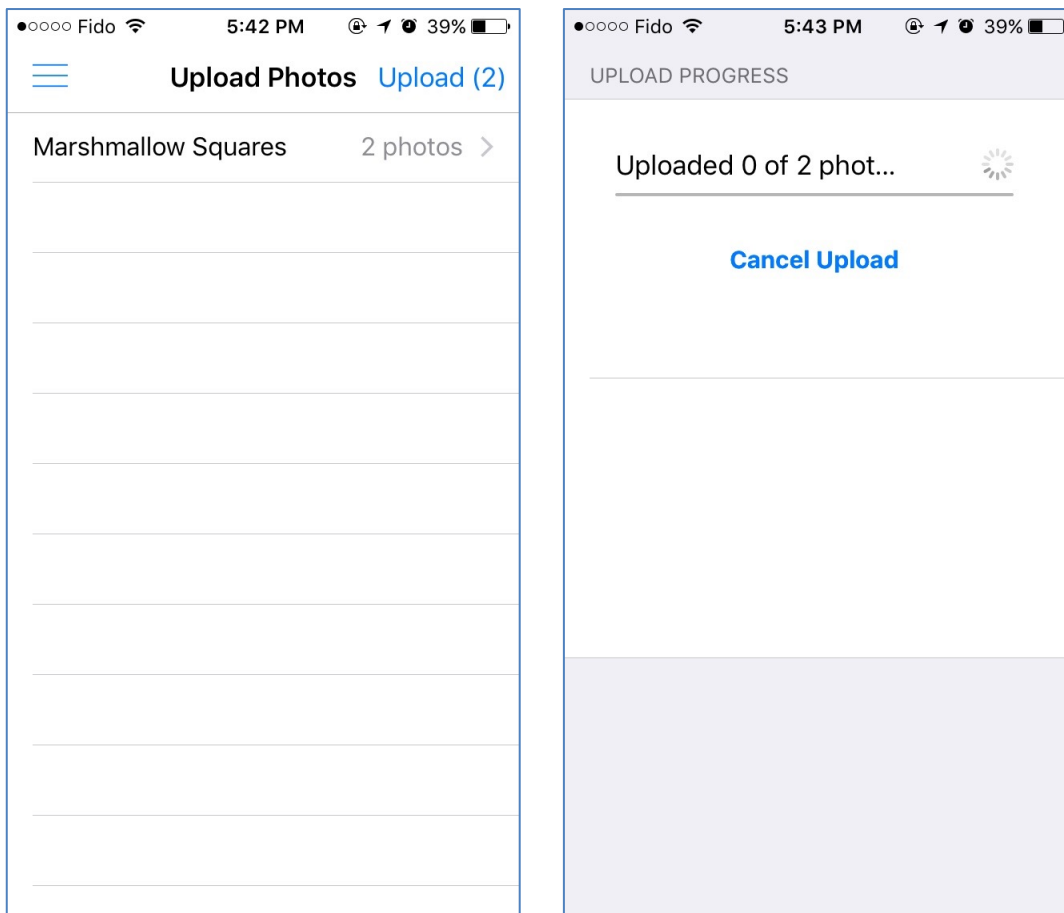 Fido 5:42 PM 39%
Upload Photos Upload (2)
Marshmallow Squares 2 photos
Fido 5:43 PM 39%
UPLOAD PROGRESS
Uploaded 0 of 2 phot...
Cancel Upload